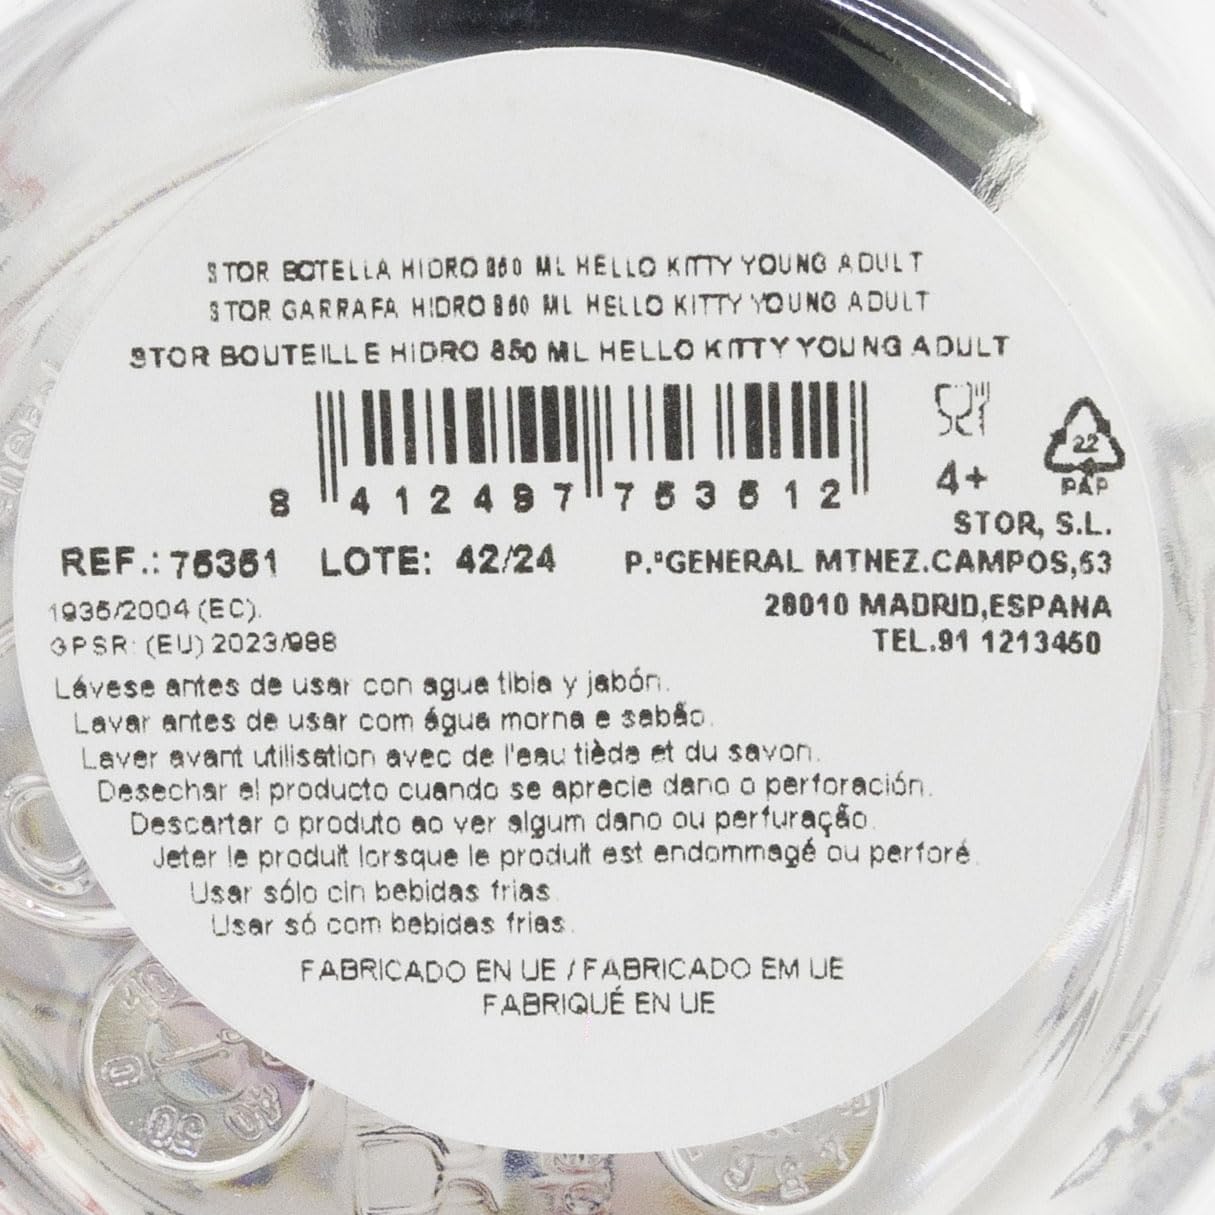 STOR BOTELLA HIDRO 850 ML HELLO KITTY YOUNG ADULT
STOR GARRAFA HIDRO 850 ML HELLO KITTY YOUNG ADULT
STOR BOUTEILLE HIDRO 850 ML HELLO KITTY YOUNG ADULT
8 412497 753512
4+
22
PAP
STOR, S.L.
REF.: 75351 LOTE: 42/24
P.ºGENERAL MTNEZ.CAMPOS,53
1935/2004 (EC).
28010 MADRID,ESPANA
GPSR: (EU) 2023/988
TEL.91 1213450
Lávese antes de usar con agua tibia y jabón.
Lavar antes de usar com água morna e sabão.
Laver avant utilisation avec de l'eau tiède et du savon.
Desechar el producto cuando se aprecie dano o perforación.
Descartar o produto ao ver algum dano ou perfuração.
Jeter le produit lorsque le produit est endommagé ou perforé.
Usar sólo cin bebidas frias.
Usar só com bebidas frias.
FABRICADO EN UE / FABRICADO EM UE
FABRIQUÉ EN UE